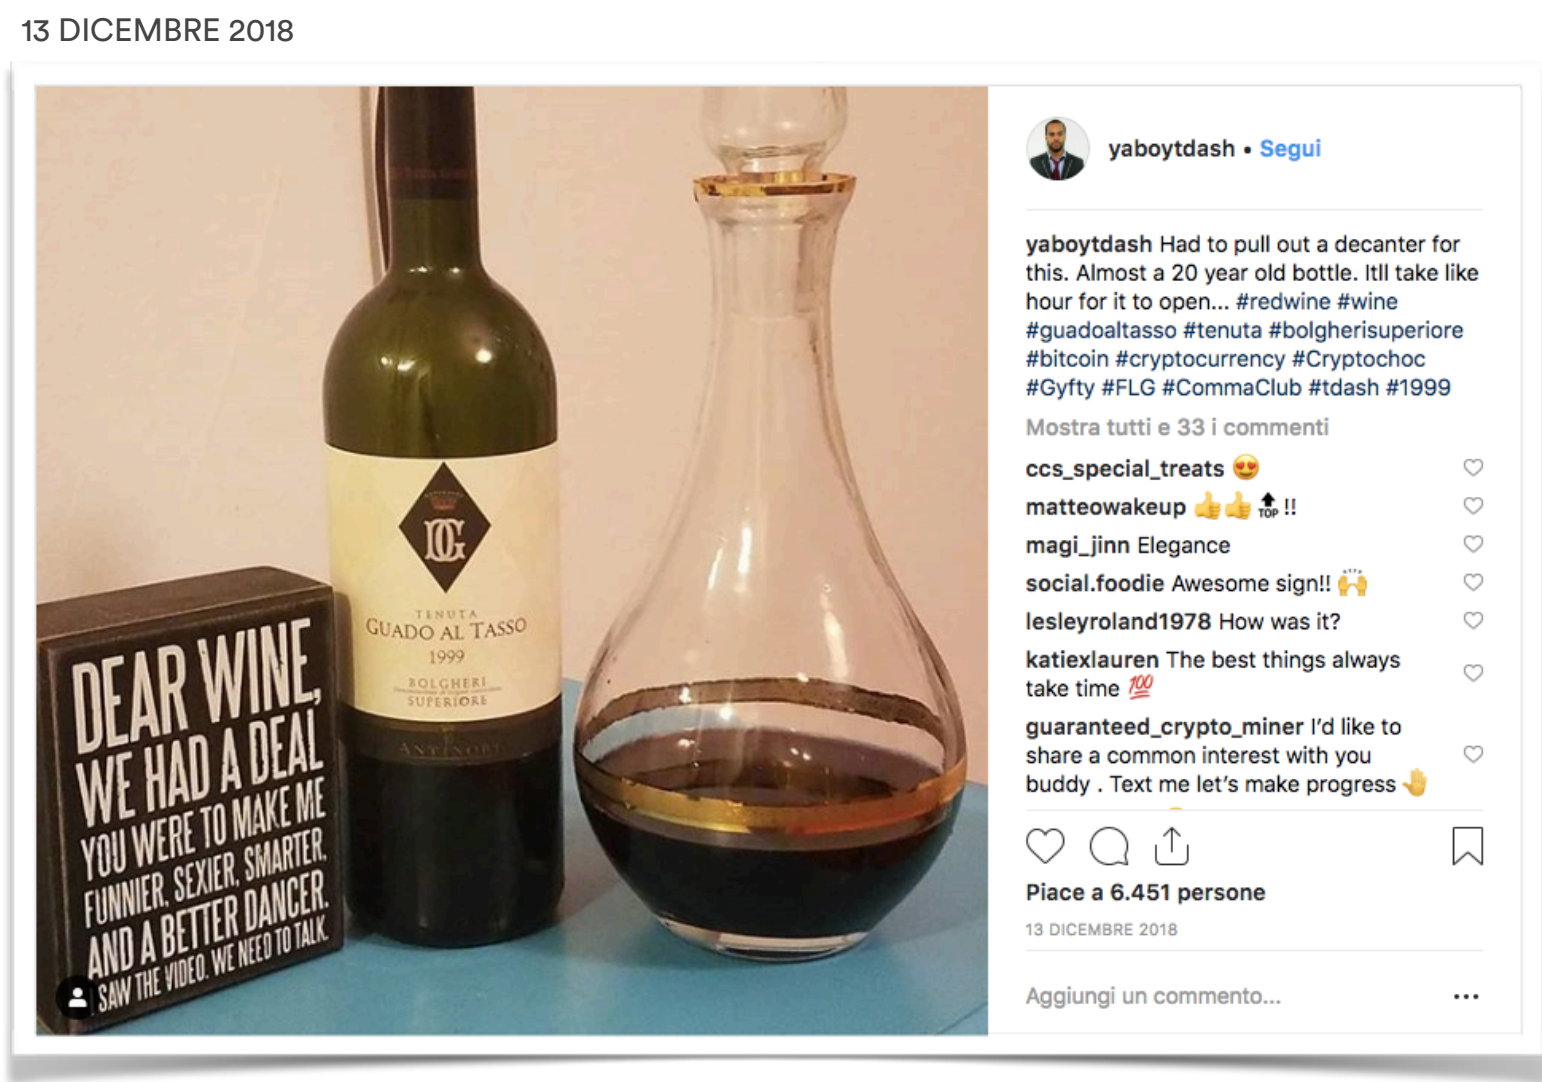 13 DICEMBRE 2018
DEAR WINE,
WE HAD A DEAL
YOU WERE TO MAKE ME
FUNNIER, SEXIER, SMARTER,
AND A BETTER DANCER.
I SAW THE VIDEO. WE NEED TO TALK.
DG
TENUTA
GUADO AL TASSO
1999
BOLGHERI
SUPERIORE
ANTINORI
yaboytdash • Segui
yaboytdash Had to pull out a decanter for
this. Almost a 20 year old bottle. Itll take like
hour for it to open... #redwine #wine
#guadoaltasso #tenuta #bolgherisuperiore
#bitcoin #cryptocurrency #Cryptochoc
#Gyfty #FLG #CommaClub #tdash #1999
Mostra tutti e 33 i commenti
ccs_special_treats 😍
matteowakeup 👍👍🔝!!
magi_jinn Elegance
social.foodie Awesome sign!! 🙌
lesleyroland1978 How was it?
katiexlauren The best things always
take time 💯
guaranteed_crypto_miner I'd like to
share a common interest with you
buddy . Text me let's make progress 🤚
Piace a 6.451 persone
13 DICEMBRE 2018
Aggiungi un commento...